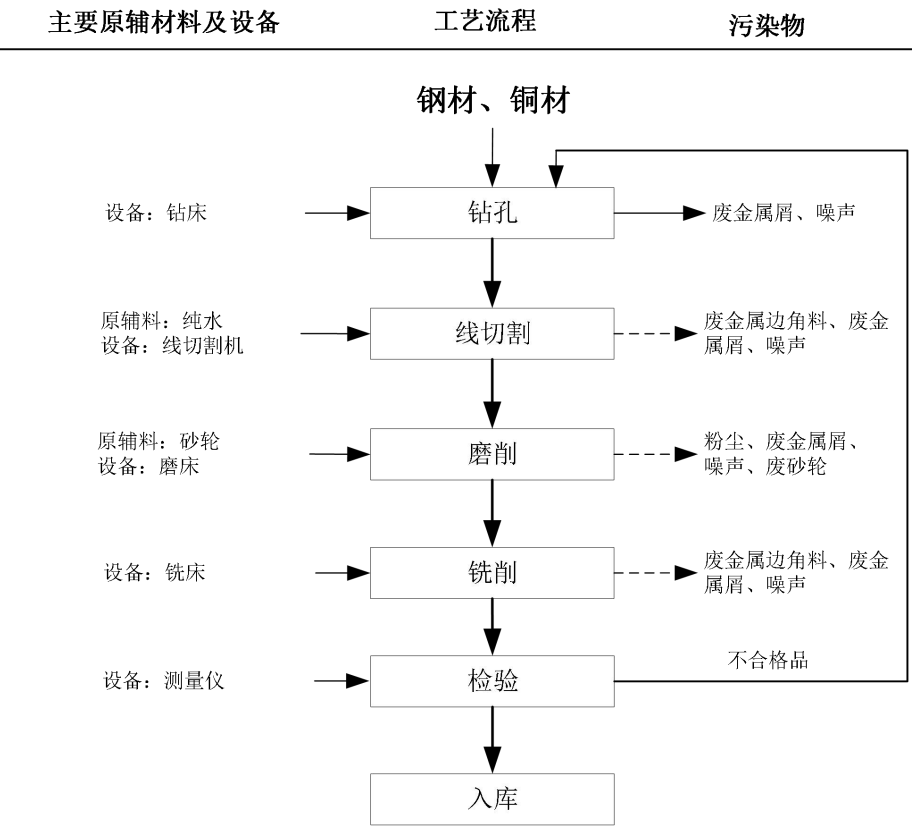 主要原辅材料及设备
工艺流程
污染物
钢材、铜材
设备：钻床
钻孔
废金属屑、噪声
原辅料：纯水
设备：线切割机
线切割
废金属边角料、废金
属屑、噪声
原辅料：砂轮
设备：磨床
磨削
粉尘、废金属屑、
噪声、废砂轮
设备：铣床
铣削
废金属边角料、废金
属屑、噪声
设备：测量仪
检验
不合格品
入库